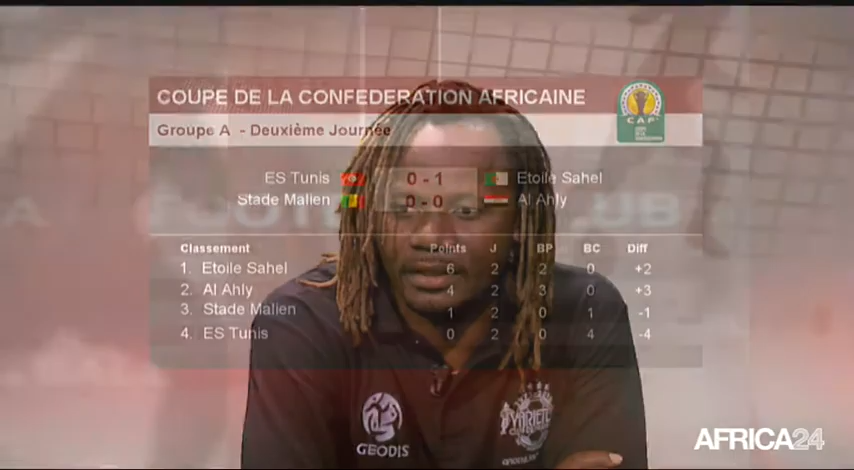 COUPE DE LA CONFEDERATION AFRICAINE
CAF
Groupe A - Deuxième Journée
ES Tunis 0 - 1 Etoile Sahel
Stade Malien 0 - 0 Al Ahly
Classement Points J BP BC Diff
1. Etoile Sahel 6 2 2 0 +2
2. Al Ahly 4 2 3 0 +3
3. Stade Malien 1 2 0 1 -1
4. ES Tunis 0 2 0 4 -4
GEODIS
VARIETES
AFRICA24